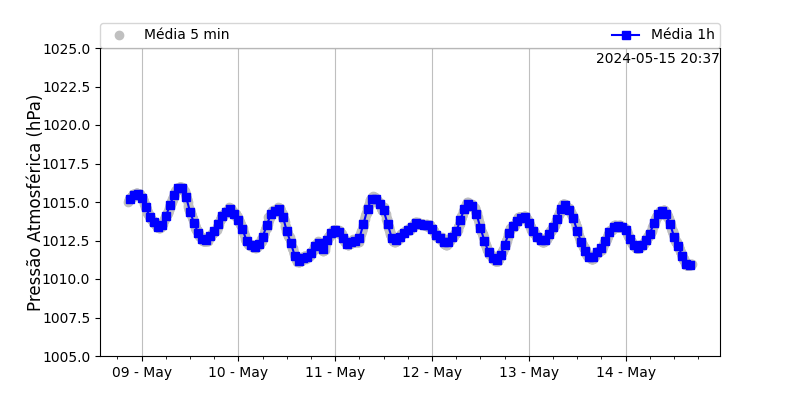 Média 5 min
Média 1h
2024-05-15 20:37
Pressão Atmosférica (hPa)
1025.0
1022.5
1020.0
1017.5
1015.0
1012.5
1010.0
1007.5
1005.0
09 - May
10 - May
11 - May
12 - May
13 - May
14 - May